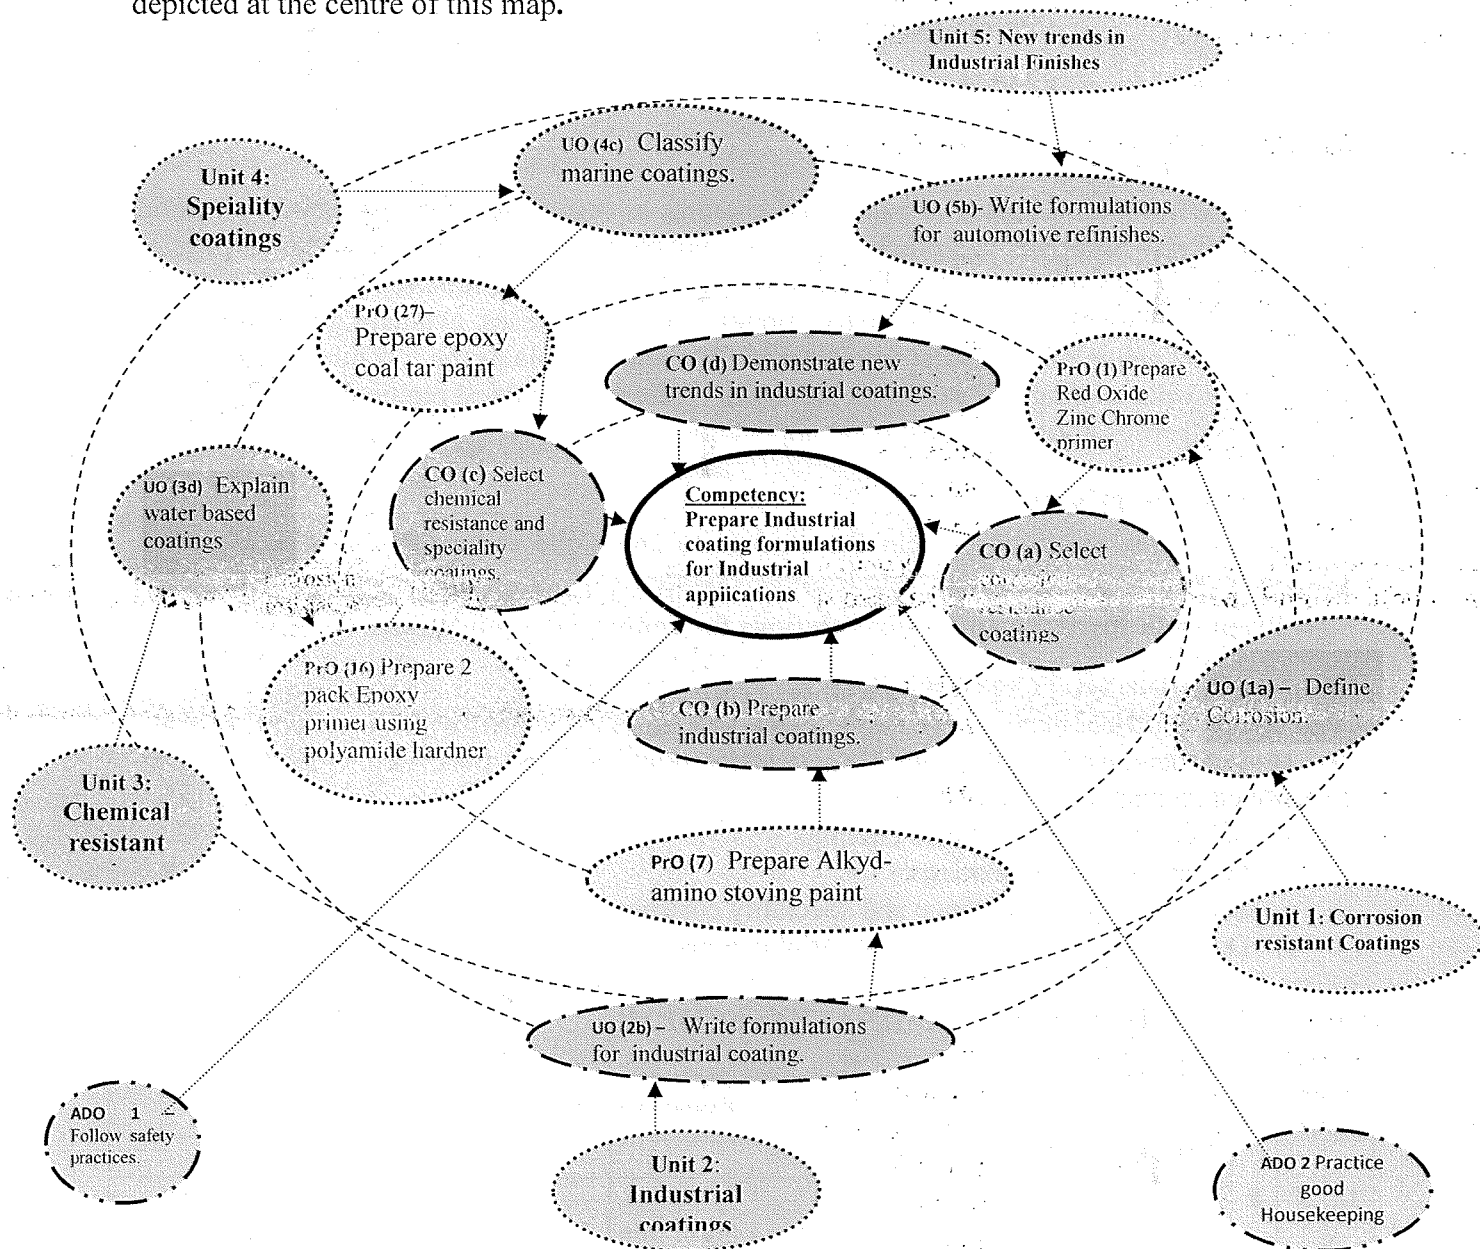 depicted at the centre of this map.
Unit 5: New trends in
Industrial Finishes
UO (4c) Classify
marine coatings.
Unit 4:
Speiality
coatings
UO (5b)- Write formulations
for automotive refinishes.
PrO (27)–
Prepare epoxy
coal tar paint
CO (d) Demonstrate new
trends in industrial coatings.
PrO (1) Prepare
Red Oxide
Zinc Chrome
primer
CO (c) Select
chemical
resistance and
speciality
coatings.
UO (3d) Explain
water based
coatings
Competency:
Prepare Industrial
coating formulations
for Industrial
applications
CO (a) Select
resistance
coatings
PrO (16) Prepare 2
pack Epoxy
primer using
polyamide hardner
CO (b) Prepare
industrial coatings.
UO (1a) – Define
Corrosion.
Unit 3:
Chemical
resistant
PrO (7) Prepare Alkyd-
amino stoving paint
Unit 1: Corrosion
resistant Coatings
UO (2b) – Write formulations
for industrial coating.
ADO 1 –
Follow safety
practices.
Unit 2:
Industrial
coatings
ADO 2 Practice
good
Housekeeping